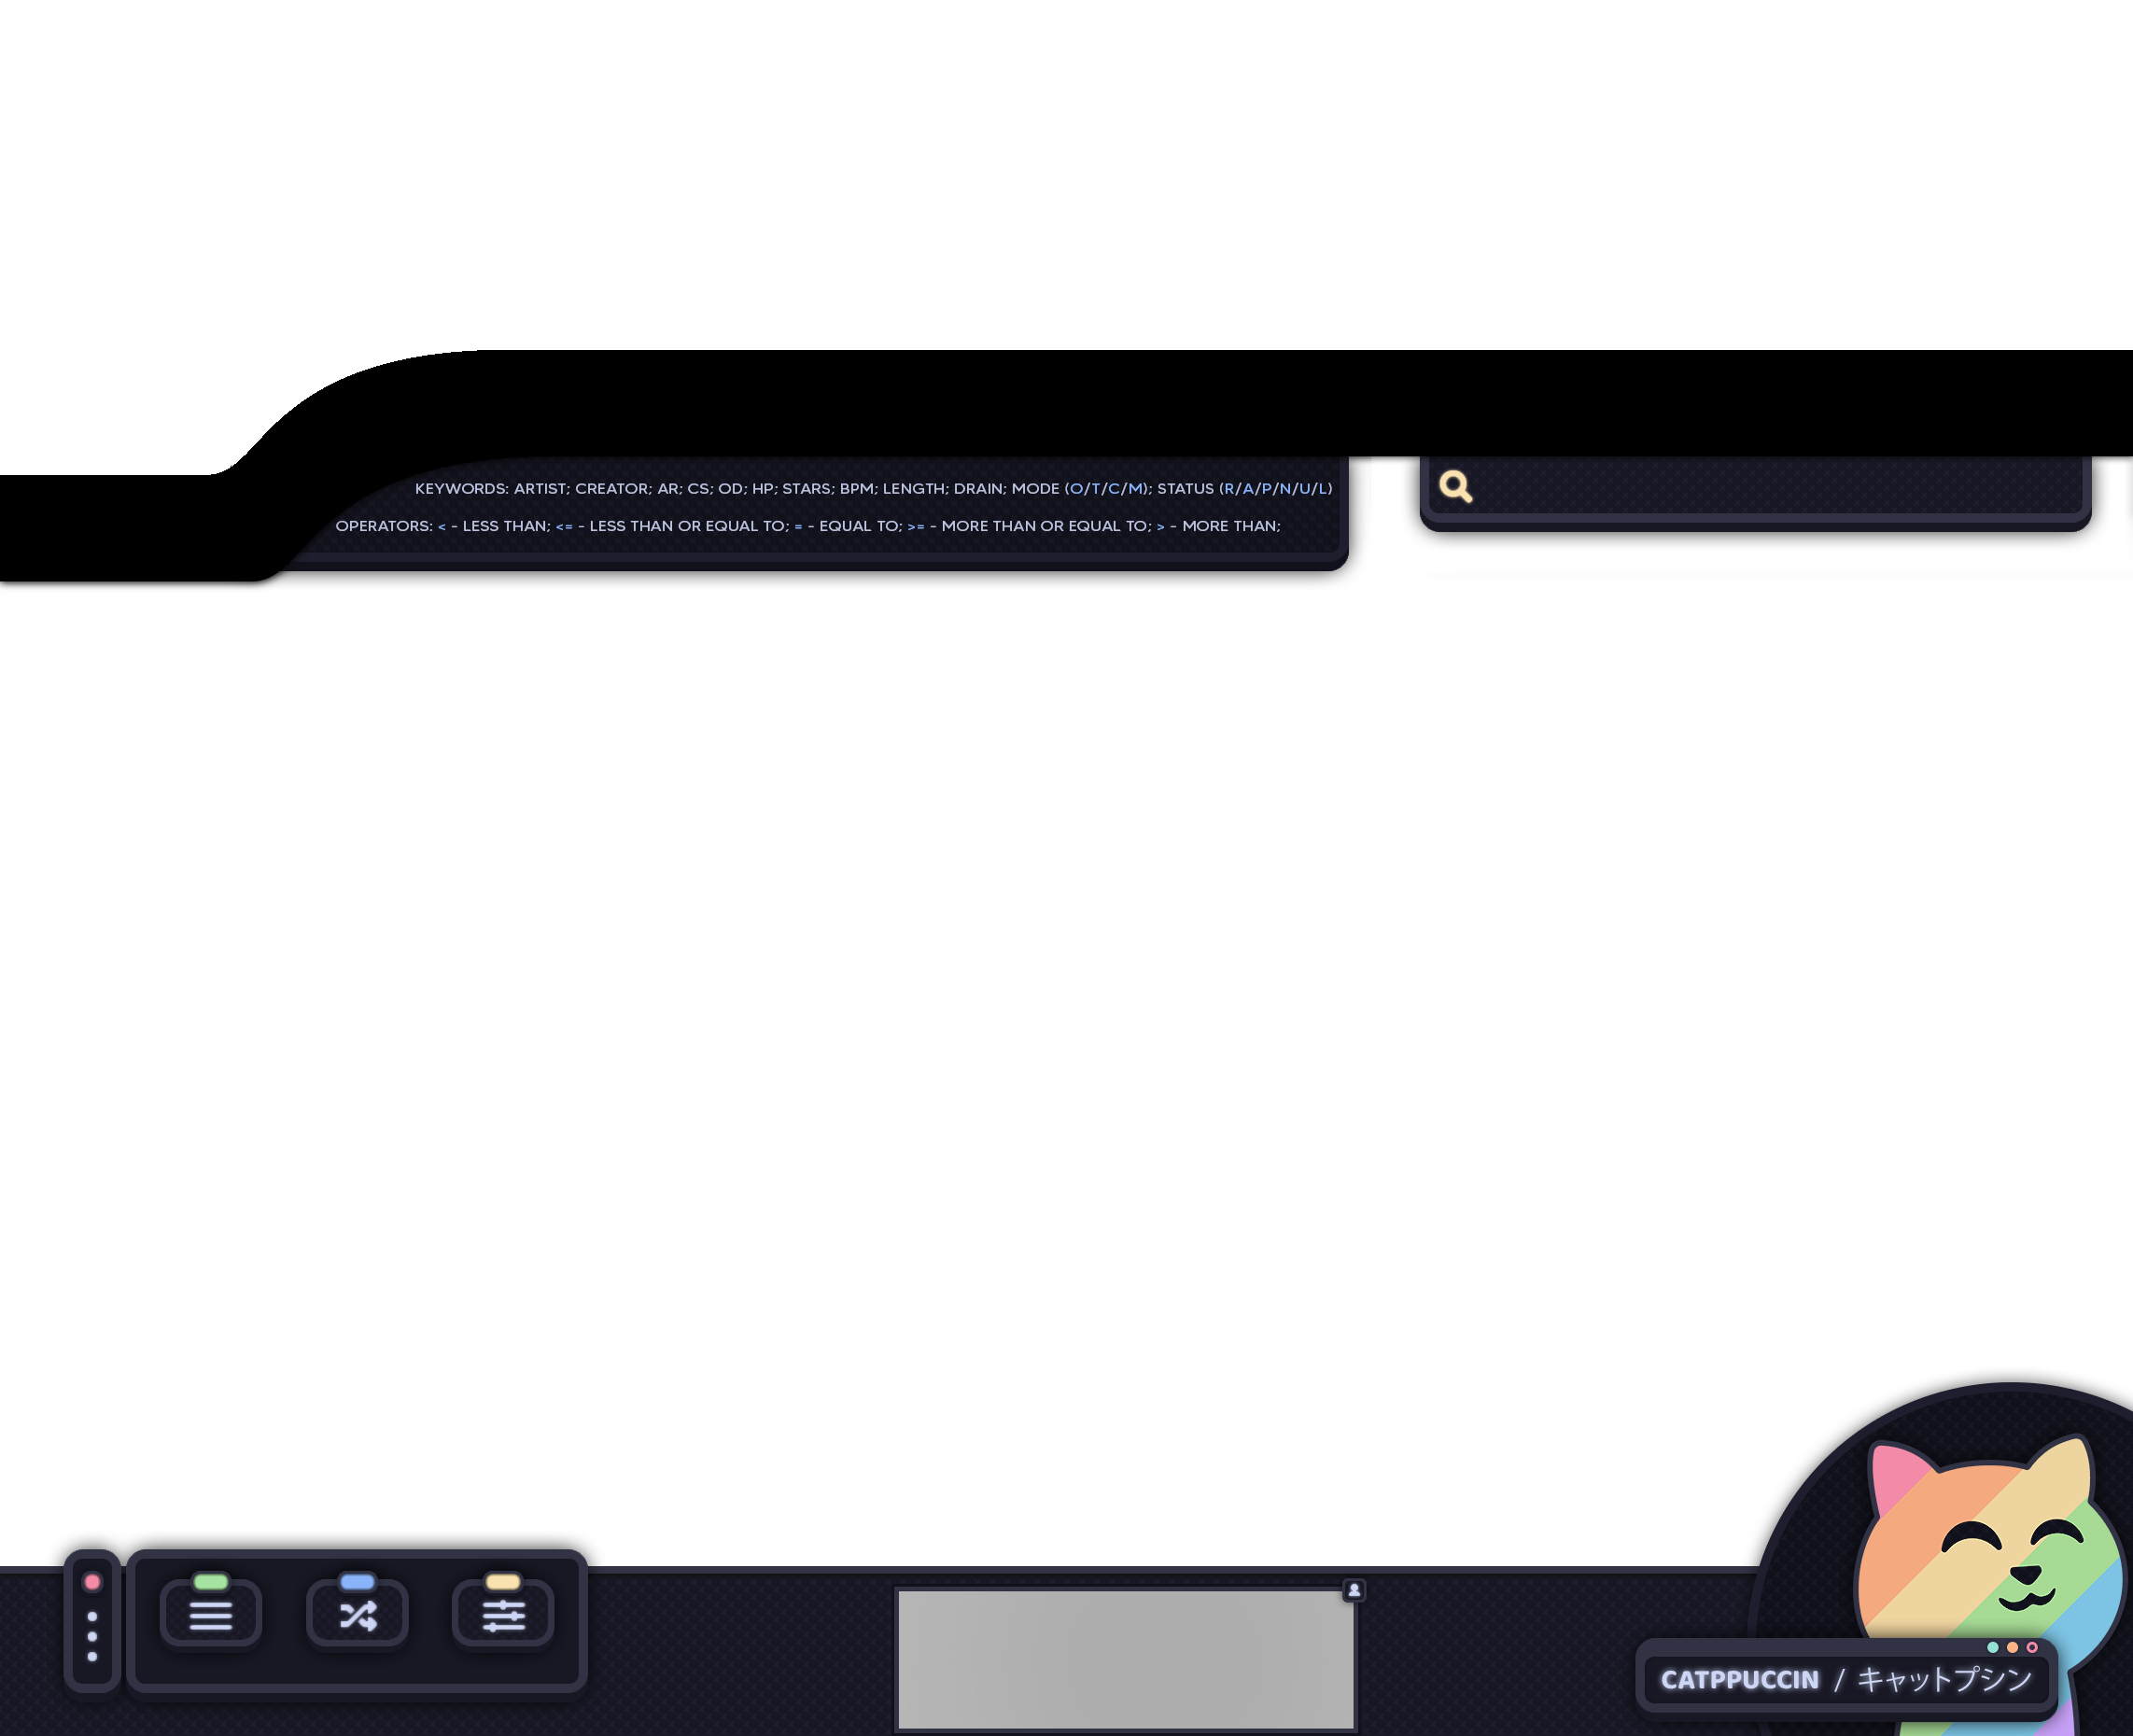 KEYWORDS: ARTIST; CREATOR; AR; CS; OD; HP; STARS; BPM; LENGTH; DRAIN; MODE (O/T/C/M); STATUS (R/A/P/N/U/L)
OPERATORS: < - LESS THAN; <= - LESS THAN OR EQUAL TO; = - EQUAL TO; >= - MORE THAN OR EQUAL TO; > - MORE THAN;
CATPPUCCIN / キャットプシン